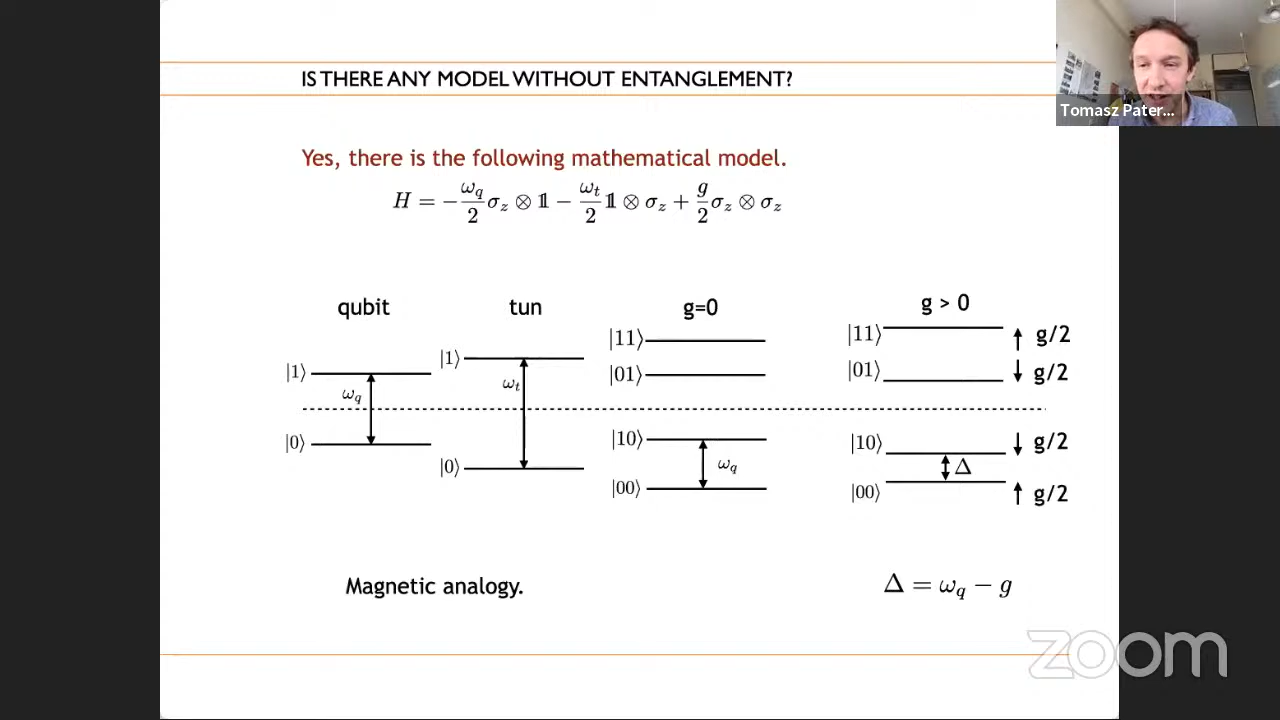 IS THERE ANY MODEL WITHOUT ENTANGLEMENT?
Tomasz Pater...
Yes, there is the following mathematical model.
H = −ω_q/2 σ_z ⊗ 𝟙 − ω_t/2 𝟙 ⊗ σ_z + g/2 σ_z ⊗ σ_z
qubit
tun
g=0
g > 0
|1⟩
ω_q
|0⟩
|1⟩
ω_t
|0⟩
|11⟩
|01⟩
|10⟩
ω_q
|00⟩
|11⟩ g/2
|01⟩ g/2
|10⟩ g/2
Δ
|00⟩ g/2
Magnetic analogy.
Δ = ω_q − g
zoom